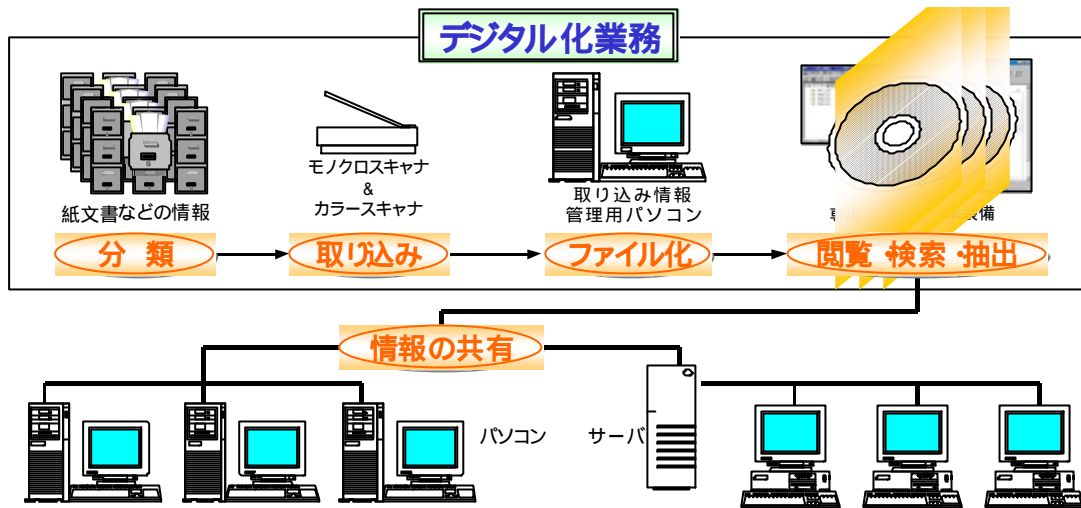 デジタル化業務
モノクロスキャナ
&
カラースキャナ
取り込み情報
管理用パソコン
紙文書などの情報
分 類
取り込み
ファイル化
閲覧・検索・抽出
情報の共有
パソコン
サーバ